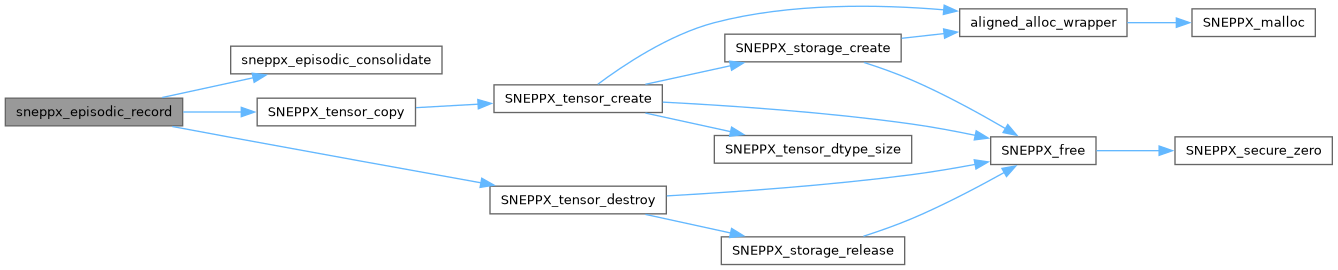 sneppx_episodic_record
sneppx_episodic_consolidate
SNEPPX_tensor_copy
SNEPPX_tensor_create
SNEPPX_storage_create
aligned_alloc_wrapper
SNEPPX_malloc
SNEPPX_tensor_dtype_size
SNEPPX_free
SNEPPX_secure_zero
SNEPPX_tensor_destroy
SNEPPX_storage_release